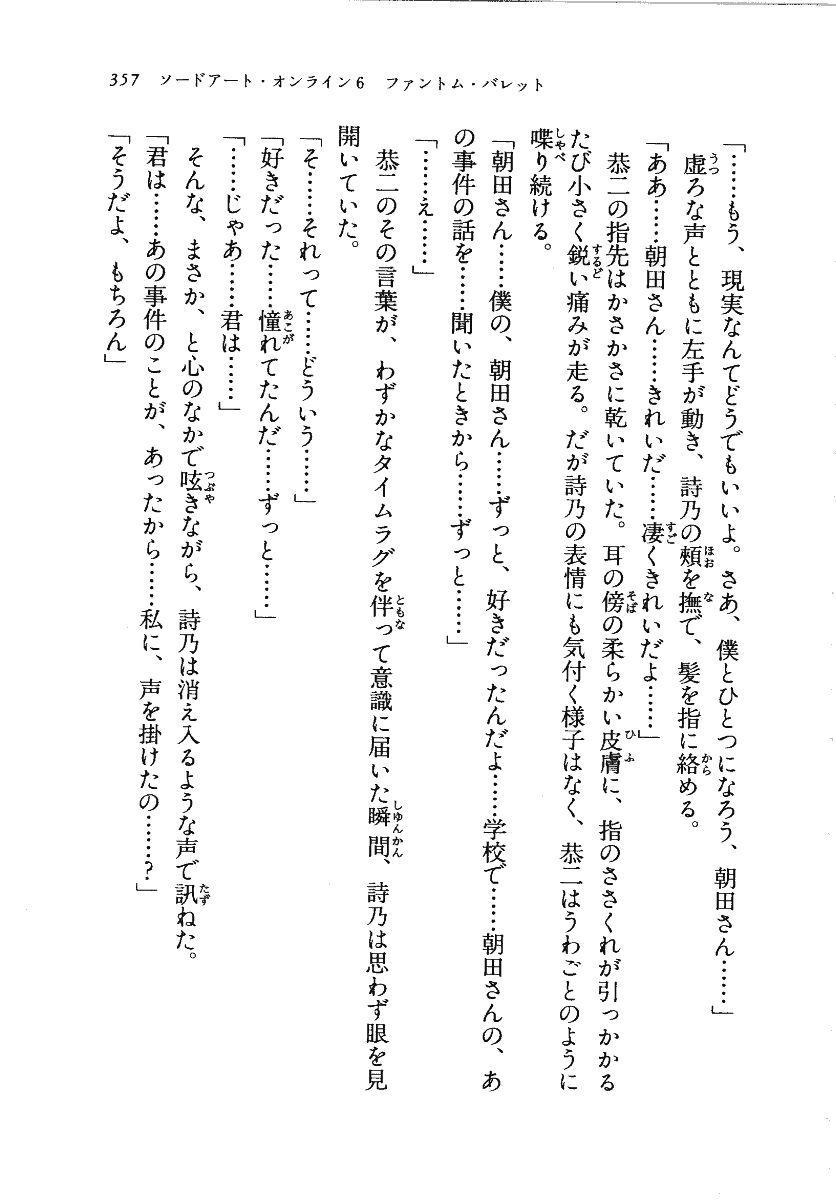 357 ソードアート・オンライン6 ファントム・バレット
「……もう、現実なんてどうでもいいよ。さあ、僕とひとつになろう、朝田さん……」
虚ろな声とともに左手が動き、詩乃の頬を撫で、髪を指に絡める。
「ああ……朝田さん……きれいだ……凄くきれいだよ……」
恭二の指先はかさかさに乾いていた。耳の傍の柔らかい皮膚に、指のささくれが引っかかる
たび小さく鋭い痛みが走る。だが詩乃の表情にも気付く様子はなく、恭二はうわごとのように
喋り続ける。
「朝田さん……僕の、朝田さん……ずっと、好きだったんだよ……学校で……朝田さんの、あ
の事件の話を……聞いたときから……ずっと……」
「……え……」
恭二のその言葉が、わずかなタイムラグを伴って意識に届いた瞬間、詩乃は思わず眼を見
開いていた。
「そ……それって……どういう……」
「好きだった……憧れてたんだ……ずっと……」
「……じゃあ……君は……」
そんな、まさか、と心のなかで呟きながら、詩乃は消え入るような声で訊ねた。
「君は……あの事件のことが、あったから……私に、声を掛けたの……?」
「そうだよ、もちろん」